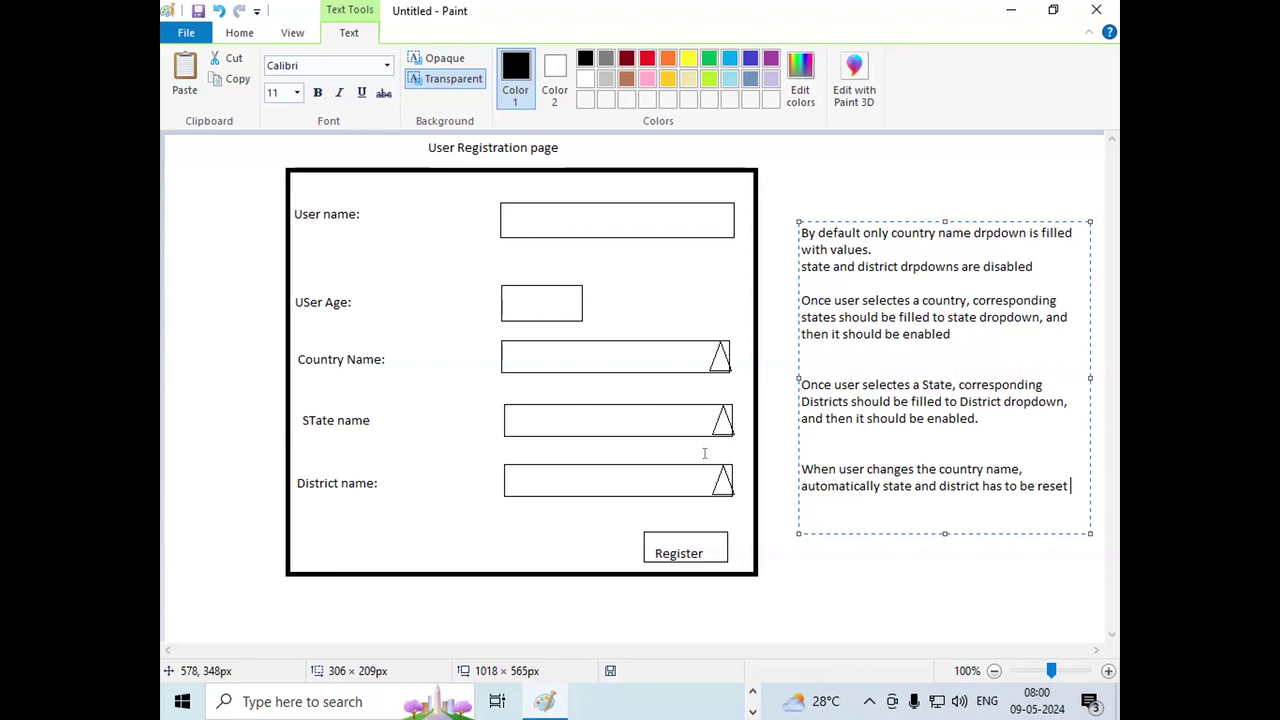 Text Tools
Untitled - Paint
File
Home
View
Text
Paste
Cut
Copy
Clipboard
Calibri
11
B
I
U
abc
Font
Opaque
Transparent
Background
Color 1
Color 2
Edit colors
Colors
Edit with Paint 3D
User Registration page
User name:
USer Age:
Country Name:
STate name
District name:
Register
By default only country name drpdown is filled
with values.
state and district drpdowns are disabled
Once user selectes a country, corresponding
states should be filled to state dropdown, and
then it should be enabled
Once user selectes a State, corresponding
Districts should be filled to District dropdown,
and then it should be enabled.
When user changes the country name,
automatically state and district has to be reset
578, 348px
306 × 209px
1018 × 565px
100%
Type here to search
28°C
ENG
08:00
09-05-2024
3